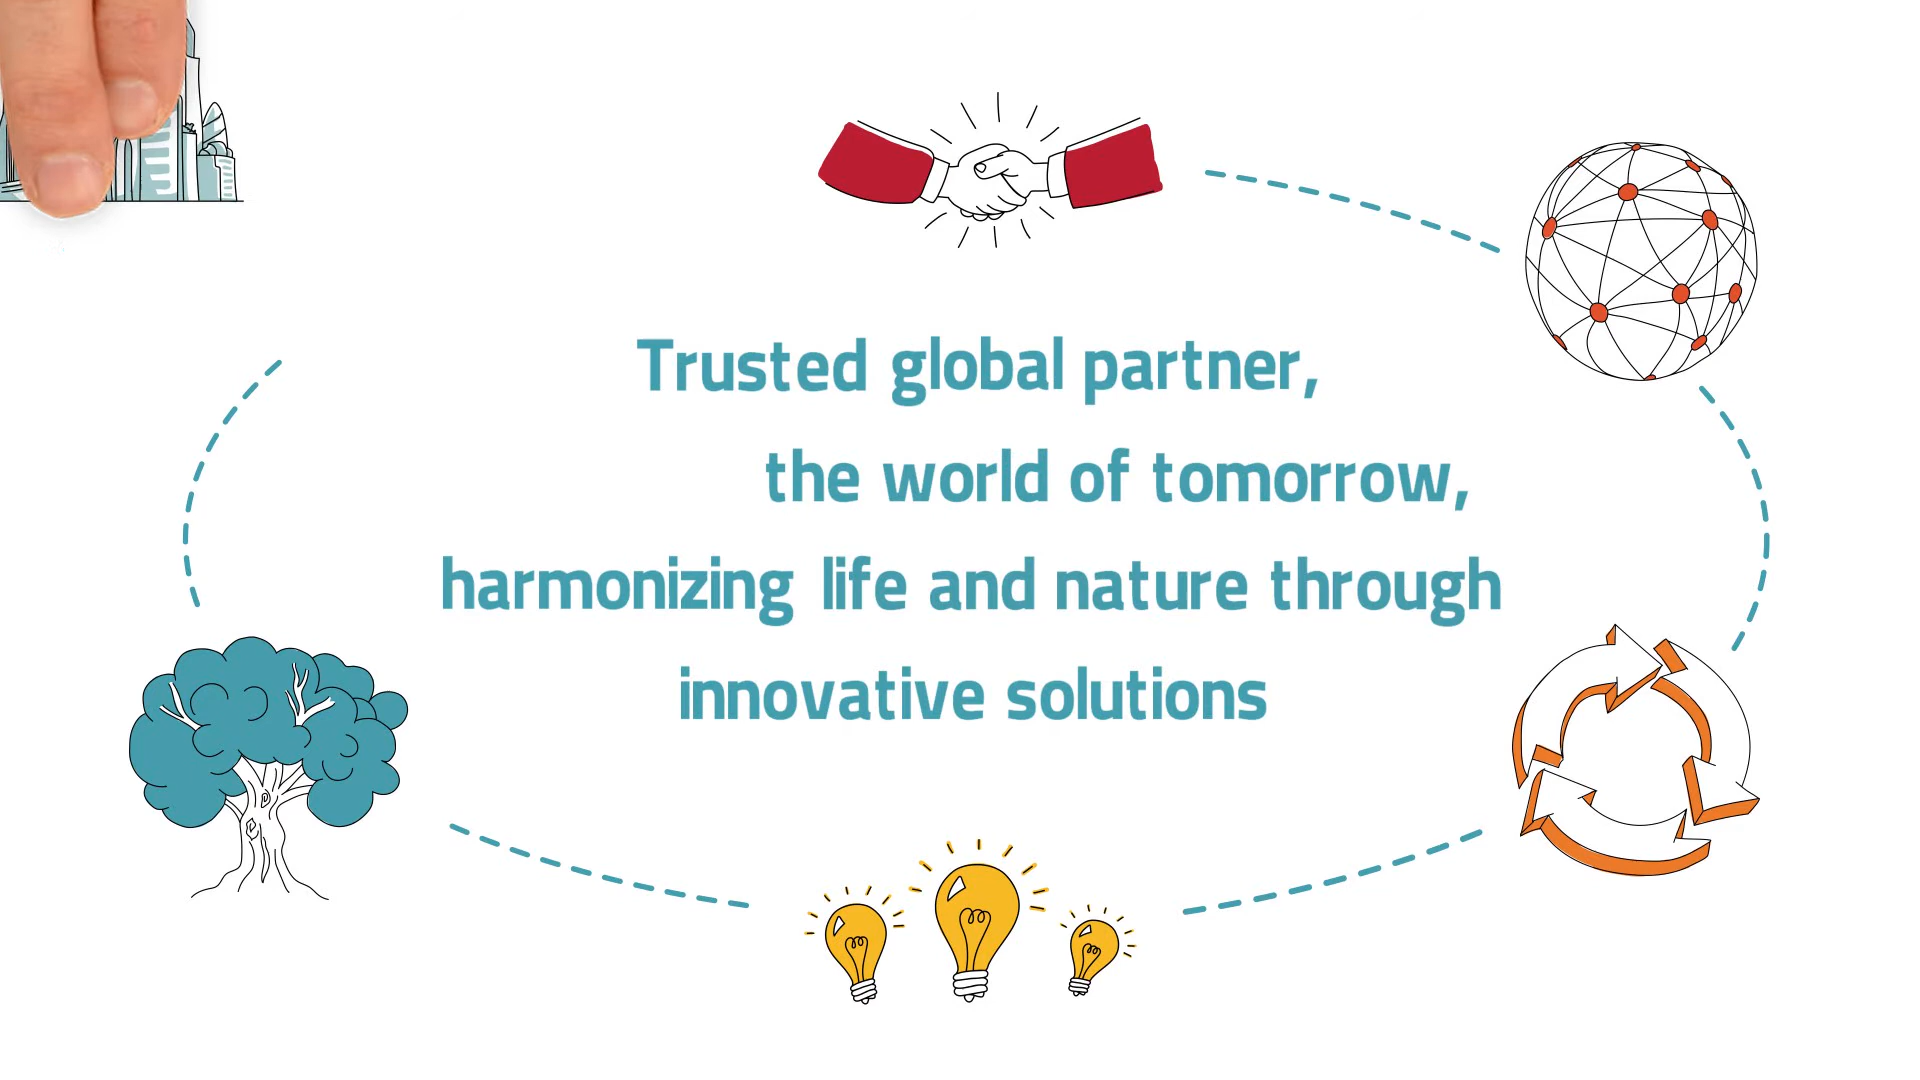 Trusted global partner,
the world of tomorrow,
harmonizing life and nature through
innovative solutions